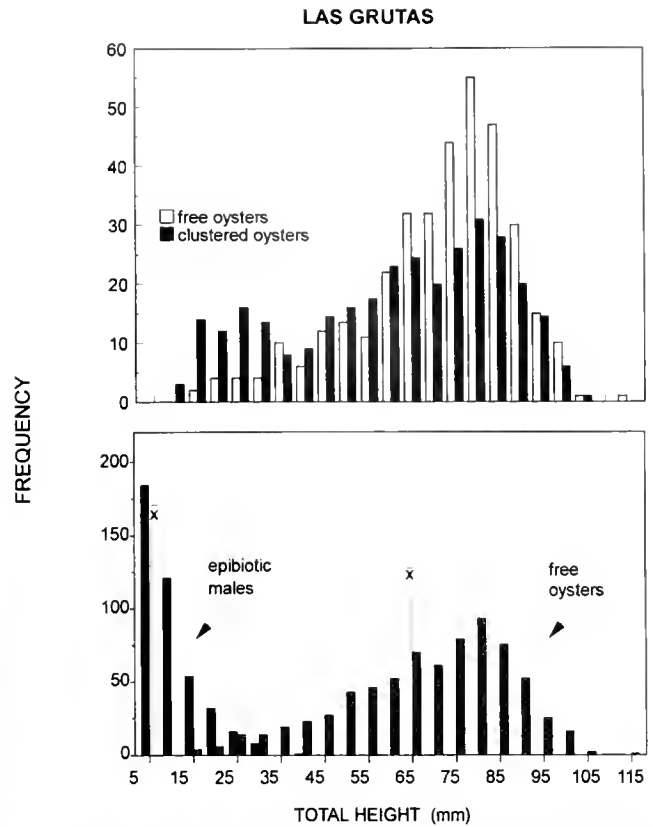 LAS GRUTAS
FREQUENCY
60
50
40
30
20
10
0
free oysters
clustered oysters
200
150
100
50
0
x̄
epibiotic
males
x̄
free
oysters
5 15 25 35 45 55 65 75 85 95 105 115
TOTAL HEIGHT (mm)